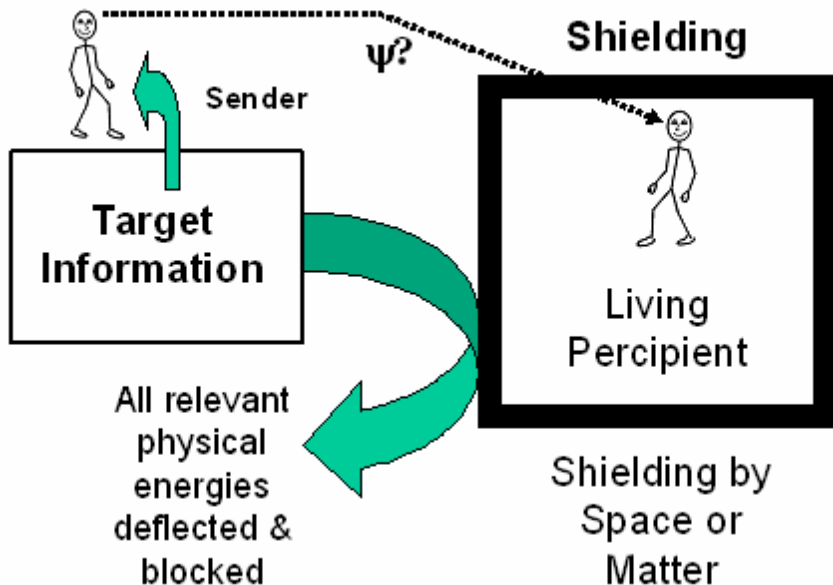 ψ?
Shielding
Sender
Target
Information
Living
Percipient
All relevant
physical
energies
deflected &
blocked
Shielding by
Space or
Matter